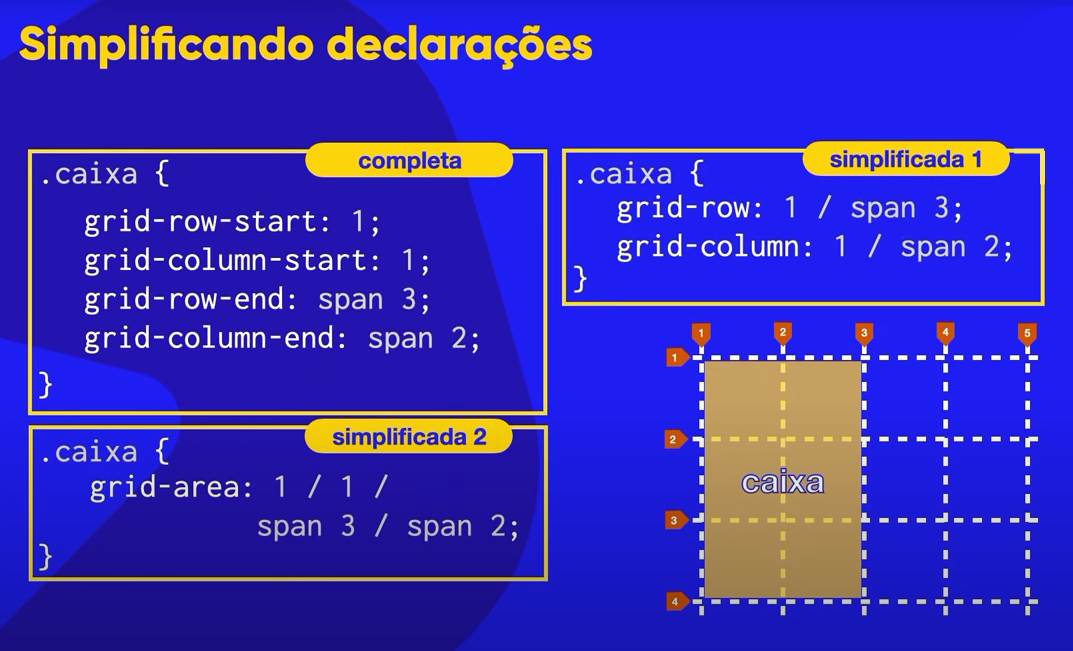 Simplificando declarações
completa
.caixa {
grid-row-start: 1;
grid-column-start: 1;
grid-row-end: span 3;
grid-column-end: span 2;
}
simplificada 2
.caixa {
grid-area: 1 / 1 /
span 3 / span 2;
}
simplificada 1
.caixa {
grid-row: 1 / span 3;
grid-column: 1 / span 2;
}
1 2 3 4 5
1
2
caixa
3
4